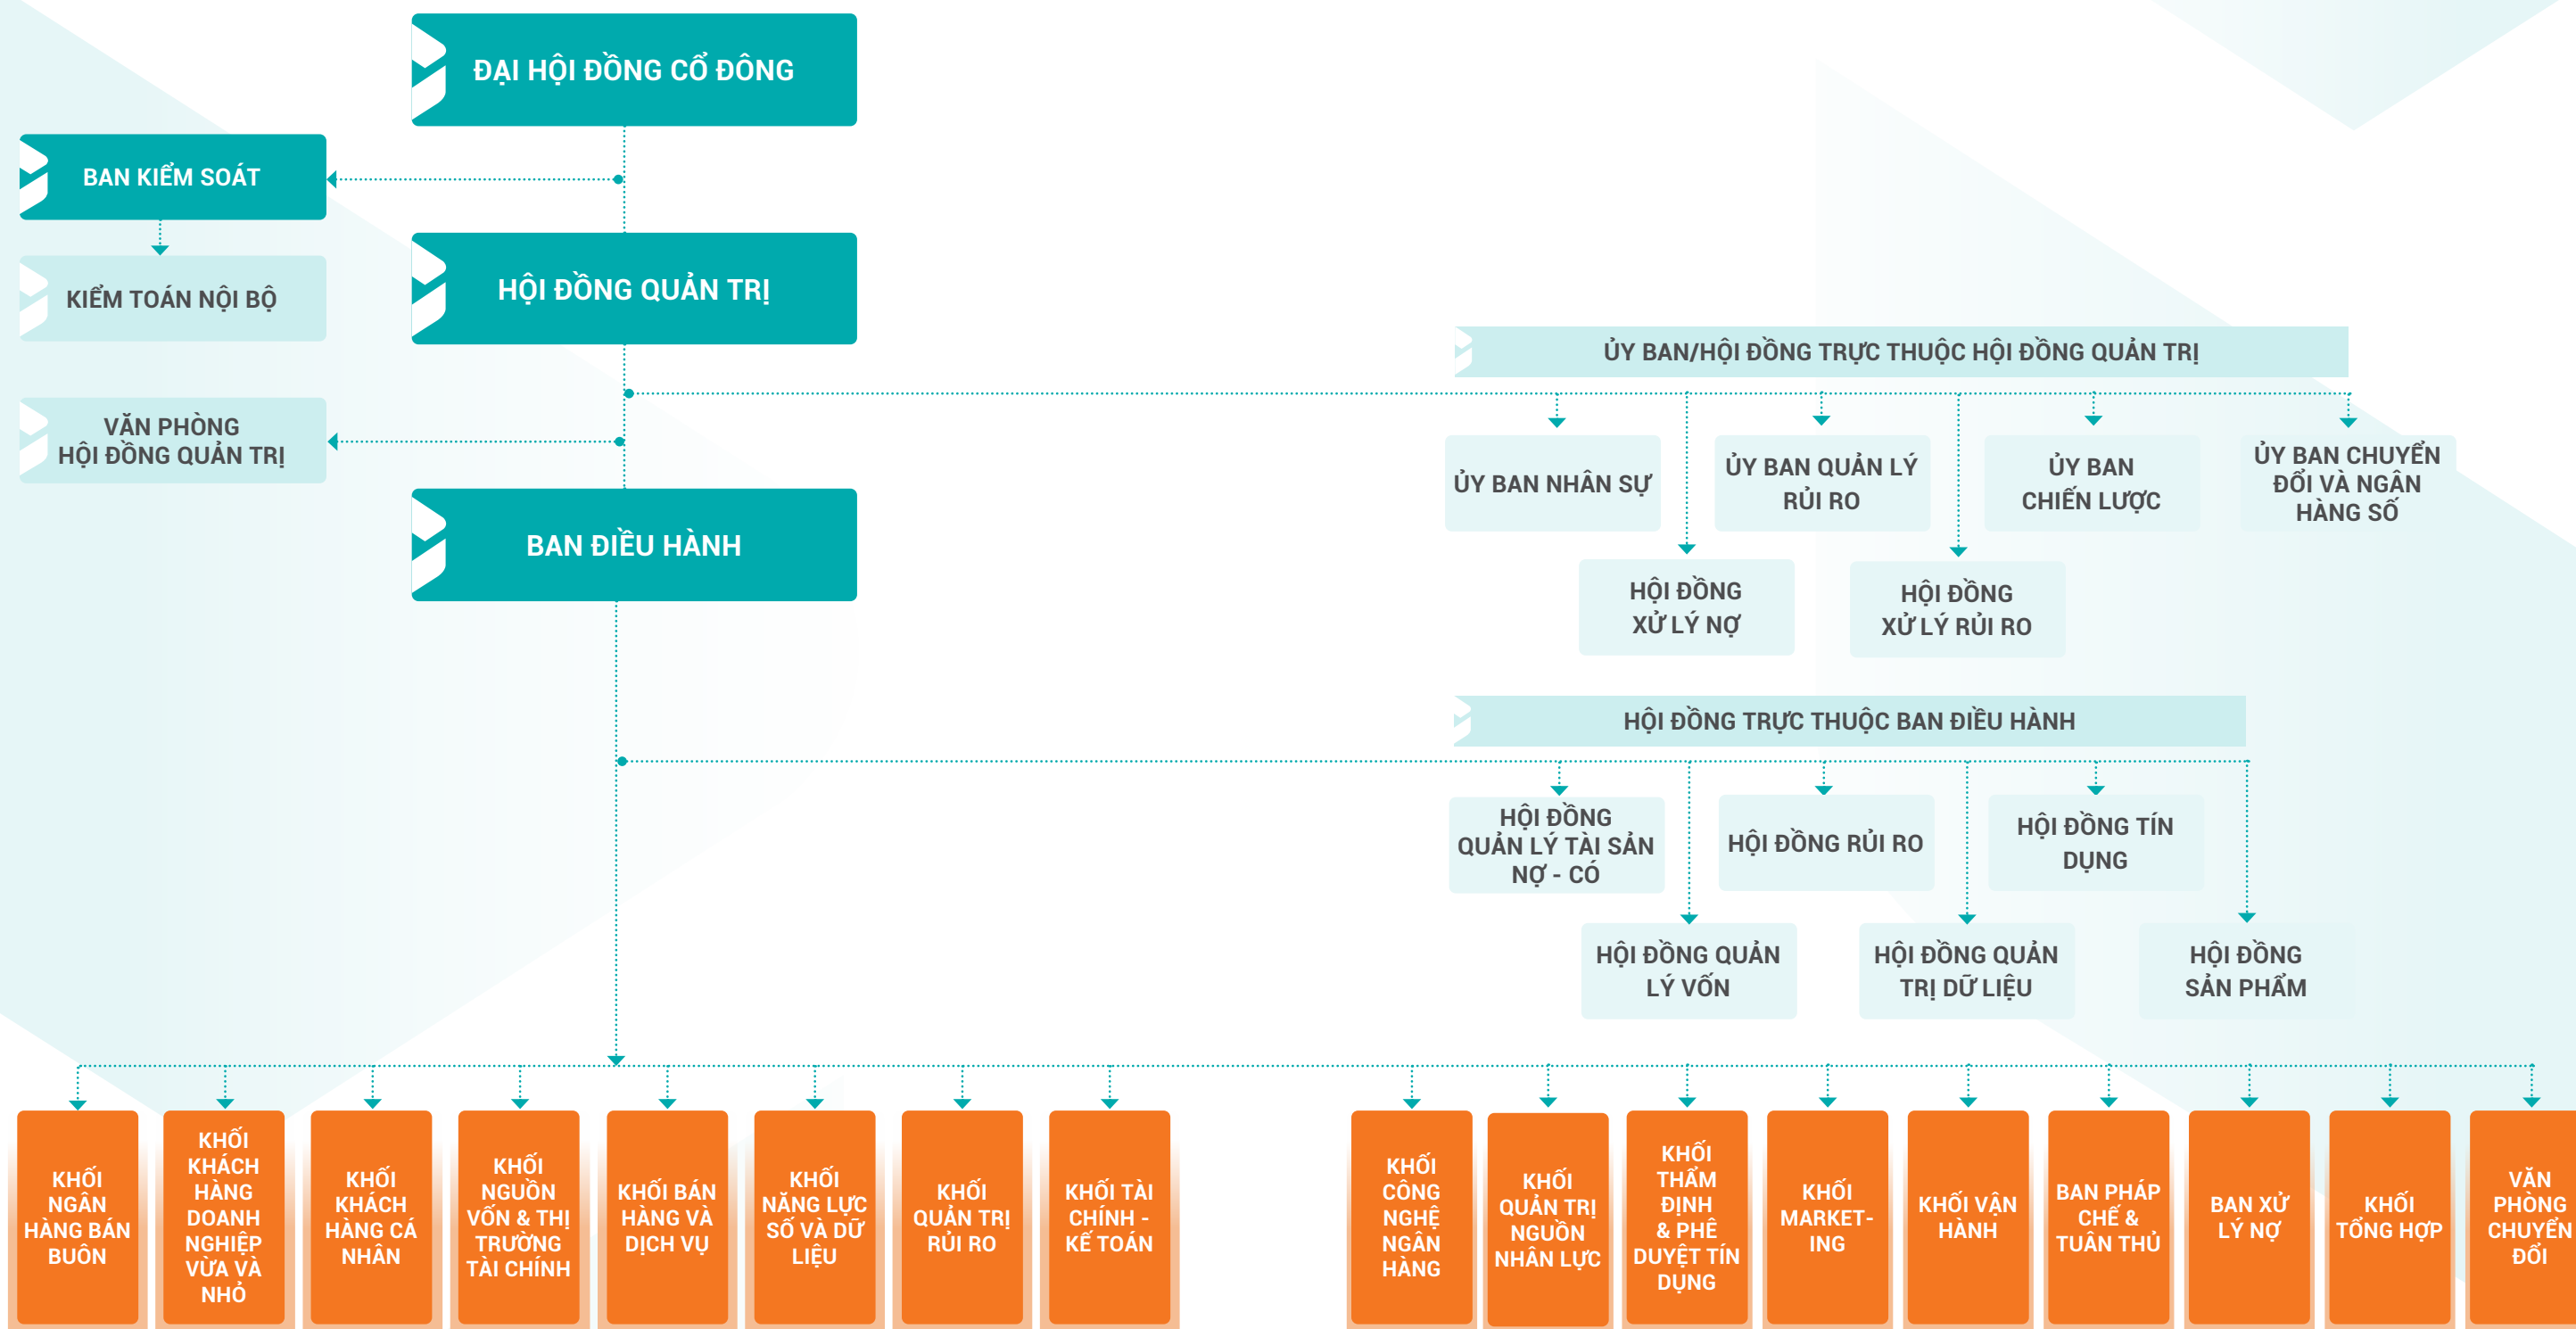 ĐẠI HỘI ĐỒNG CỔ ĐÔNG
BAN KIỂM SOÁT
HỘI ĐỒNG QUẢN TRỊ
KIỂM TOÁN NỘI BỘ
ỦY BAN/HỘI ĐỒNG TRỰC THUỘC HỘI ĐỒNG QUẢN TRỊ
VĂN PHÒNG
HỘI ĐỒNG QUẢN TRỊ
ỦY BAN NHÂN SỰ
ỦY BAN QUẢN LÝ
RỦI RO
ỦY BAN
CHIẾN LƯỢC
ỦY BAN CHUYỂN
ĐỔI VÀ NGÂN
HÀNG SỐ
BAN ĐIỀU HÀNH
HỘI ĐỒNG
XỬ LÝ NỢ
HỘI ĐỒNG
XỬ LÝ RỦI RO
HỘI ĐỒNG TRỰC THUỘC BAN ĐIỀU HÀNH
HỘI ĐỒNG
QUẢN LÝ TÀI SẢN
NỢ - CÓ
HỘI ĐỒNG RỦI RO
HỘI ĐỒNG TÍN
DỤNG
HỘI ĐỒNG QUẢN
LÝ VỐN
HỘI ĐỒNG QUẢN
TRỊ DỮ LIỆU
HỘI ĐỒNG
SẢN PHẨM
KHỐI
NGÂN
HÀNG BÁN
BUÔN
KHỐI
KHÁCH
HÀNG
DOANH
NGHIỆP
VỪA VÀ
NHỎ
KHỐI
KHÁCH
HÀNG CÁ
NHÂN
KHỐI
NGUỒN
VỐN & THỊ
TRƯỜNG
TÀI CHÍNH
KHỐI BÁN
HÀNG VÀ
DỊCH VỤ
KHỐI
NĂNG LỰC
SỐ VÀ DỮ
LIỆU
KHỐI
QUẢN TRỊ
RỦI RO
KHỐI TÀI
CHÍNH -
KẾ TOÁN
KHỐI
CÔNG
NGHỆ
NGÂN
HÀNG
KHỐI
QUẢN TRỊ
NGUỒN
NHÂN LỰC
KHỐI
THẨM
ĐỊNH
& PHÊ
DUYỆT TÍN
DỤNG
KHỐI
MARKET-
ING
KHỐI VẬN
HÀNH
BAN PHÁP
CHẾ &
TUÂN THỦ
BAN XỬ
LÝ NỢ
KHỐI
TỔNG HỢP
VĂN
PHÒNG
CHUYỂN
ĐỔI